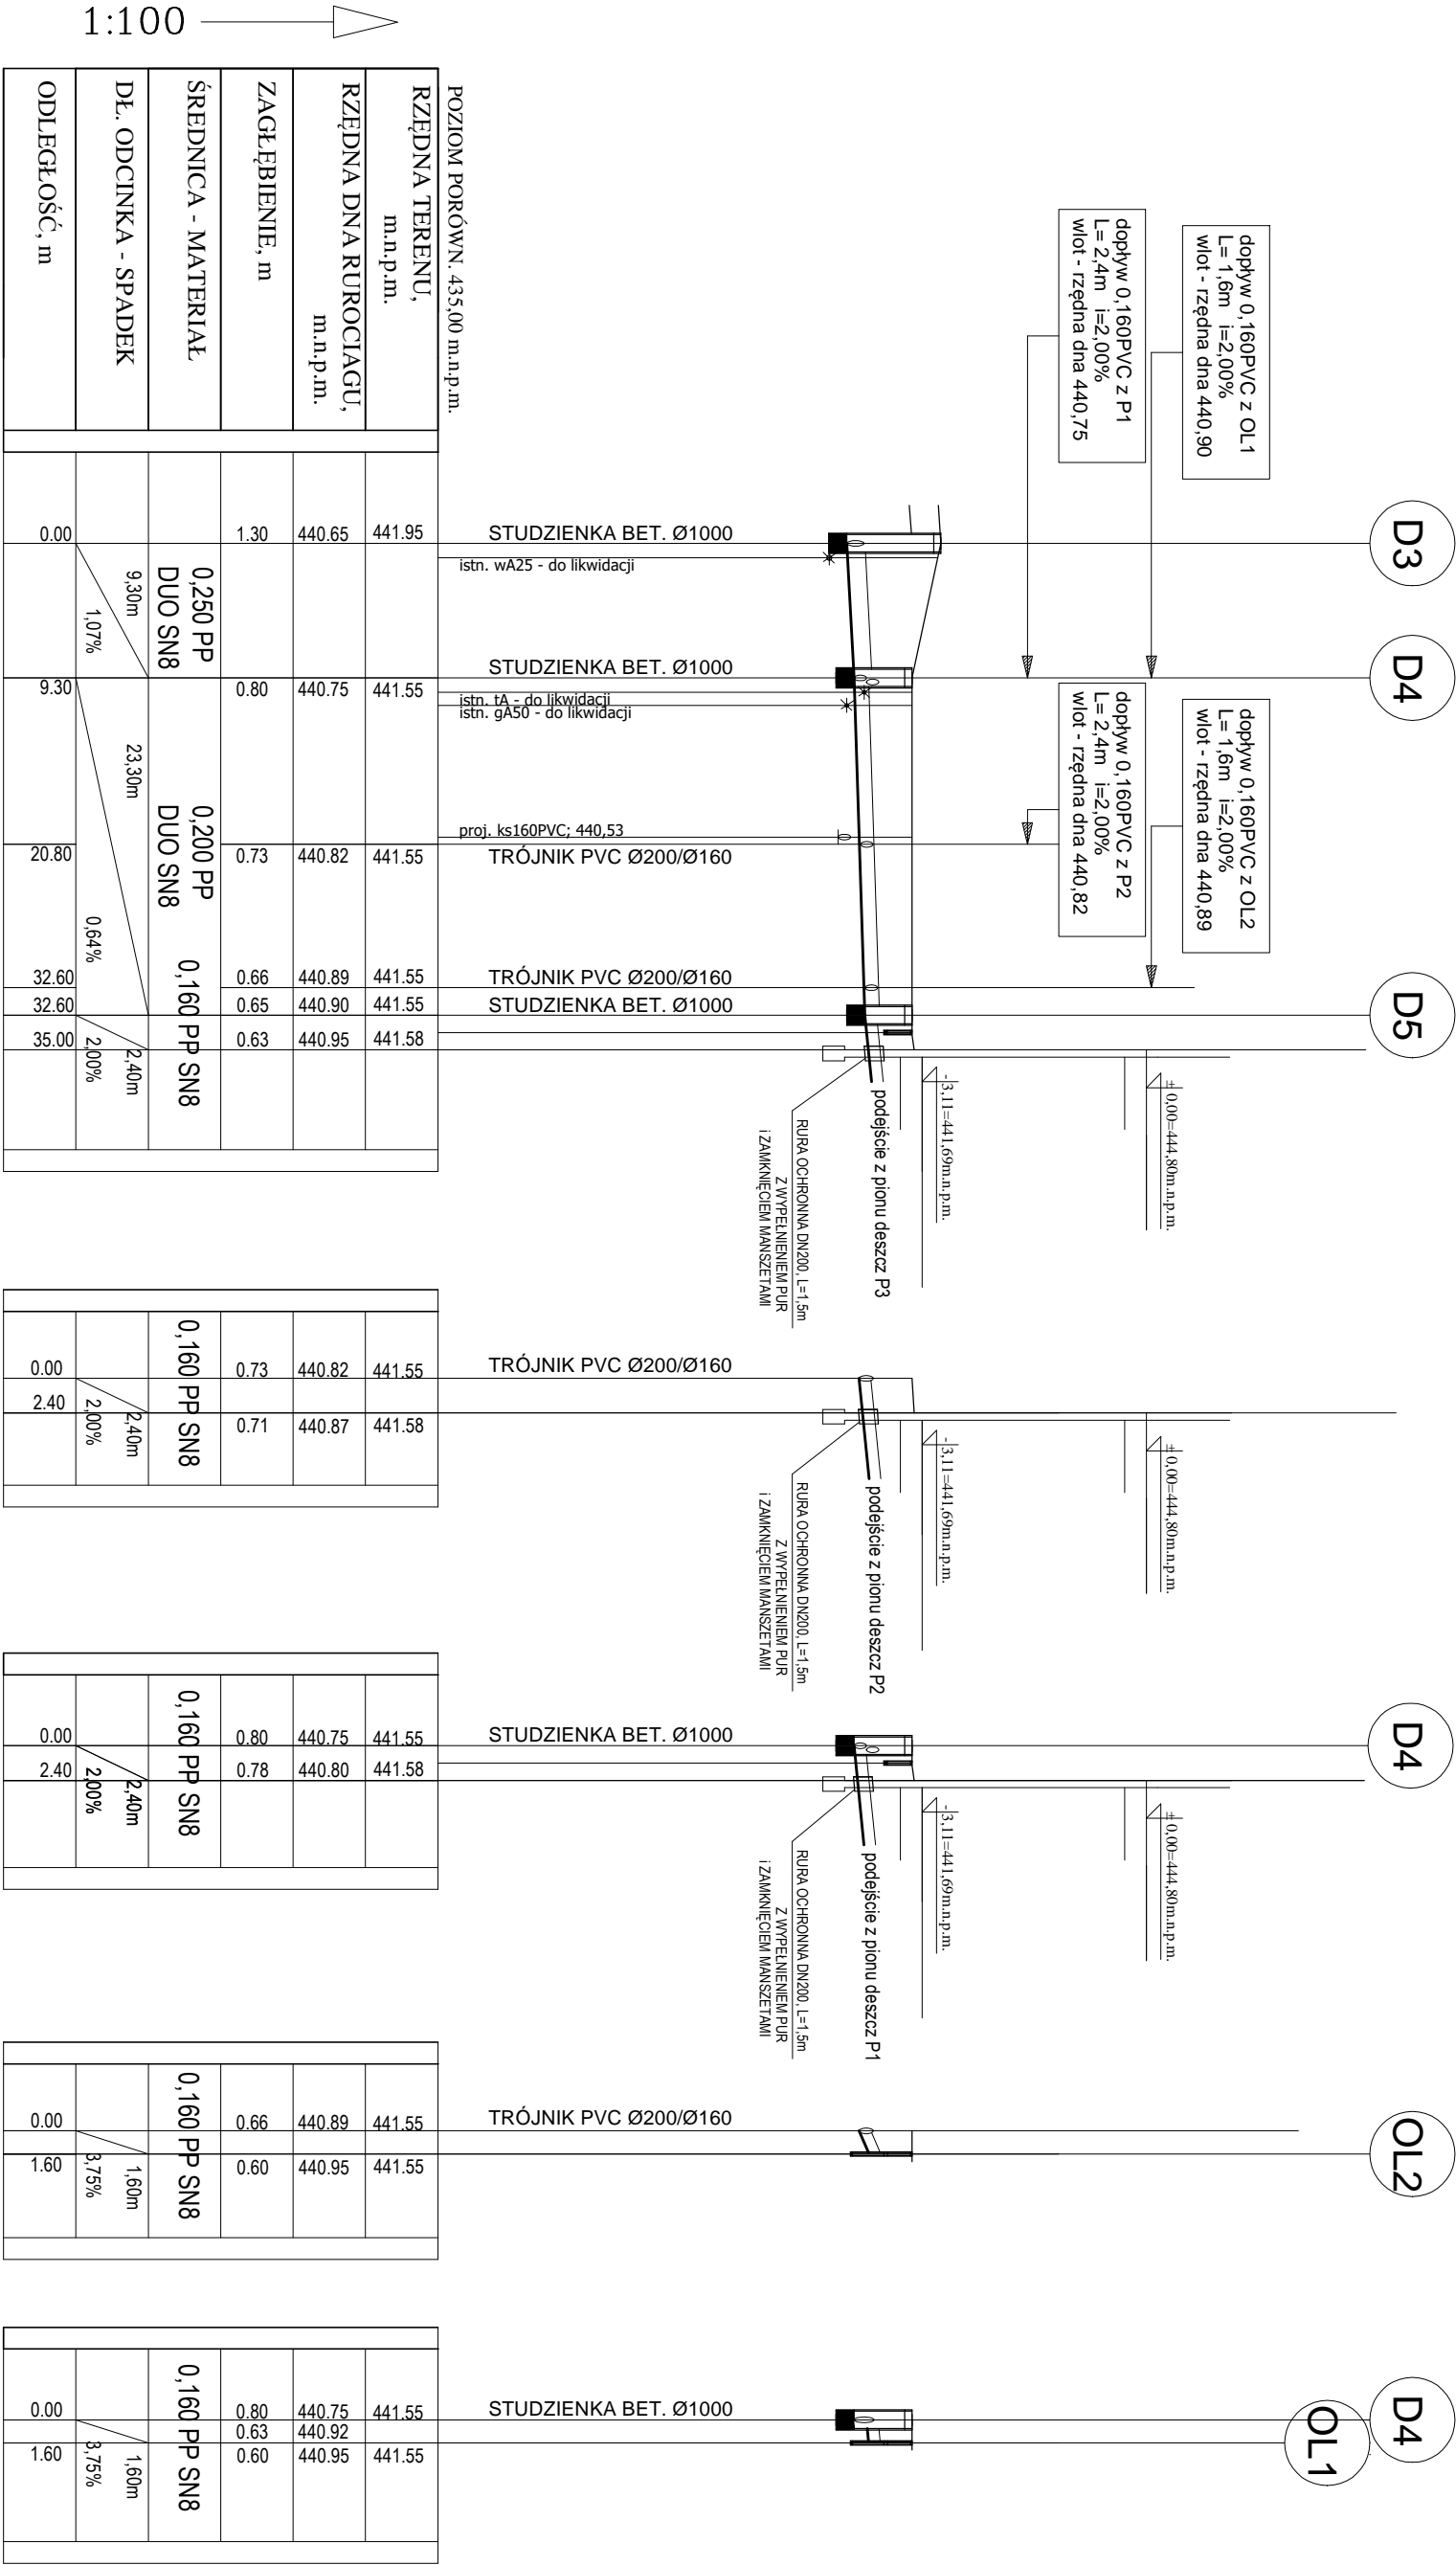 1:100
D3
D4
D5
D4
OL2
D4
OL1
dopływ 0,160PVC z OL1
L= 1,6m i=2,00%
wlot - rzędna dna 440,90
dopływ 0,160PVC z P1
L= 2,4m i=2,00%
wlot - rzędna dna 440,75
dopływ 0,160PVC z OL2
L= 1,6m i=2,00%
wlot - rzędna dna 440,89
dopływ 0,160PVC z P2
L= 2,4m i=2,00%
wlot - rzędna dna 440,82
POZIOM PORÓWN. 435,00 m.n.p.m.
RZĘDNA TERENU,
m.n.p.m.
RZĘDNA DNA RUROCIAGU,
m.n.p.m.
ZAGŁĘBIENIE, m
ŚREDNICA - MATERIAŁ
DŁ. ODCINKA - SPADEK
ODLEGŁOŚĆ, m
0.00 1.30 440.65 441.95 STUDZIENKA BET. Ø1000
istn. wA25 - do likwidacji
0,250 PP
DUO SN8
9,30m
1,07%
9.30 0.80 440.75 441.55 STUDZIENKA BET. Ø1000
istn. tA - do likwidacji
istn. gA50 - do likwidacji
0,200 PP
DUO SN8
23,30m
0,64%
proj. ks160PVC; 440,53
20.80 0.73 440.82 441.55 TRÓJNIK PVC Ø200/Ø160
32.60 0.66 440.89 441.55 TRÓJNIK PVC Ø200/Ø160
32.60 0.65 440.90 441.55 STUDZIENKA BET. Ø1000
35.00 0.63 440.95 441.58
0,160 PP SN8
2,40m
2,00%
± 0,00=444,80m.n.p.m.
-3,11=441,69m.n.p.m.
podejście z pionu deszcz P3
RURA OCHRONNA DN200, L=1,5m
Z WYPEŁNIENIEM PUR
i ZAMKNIĘCIEM MANSZETAMI
0.00 0.73 440.82 441.55 TRÓJNIK PVC Ø200/Ø160
2.40 0.71 440.87 441.58
0,160 PP SN8
2,40m
2,00%
± 0,00=444,80m.n.p.m.
-3,11=441,69m.n.p.m.
podejście z pionu deszcz P2
RURA OCHRONNA DN200, L=1,5m
Z WYPEŁNIENIEM PUR
i ZAMKNIĘCIEM MANSZETAMI
0.00 0.80 440.75 441.55 STUDZIENKA BET. Ø1000
2.40 0.78 440.80 441.58
0,160 PP SN8
2,40m
2,00%
± 0,00=444,80m.n.p.m.
-3,11=441,69m.n.p.m.
podejście z pionu deszcz P1
RURA OCHRONNA DN200, L=1,5m
Z WYPEŁNIENIEM PUR
i ZAMKNIĘCIEM MANSZETAMI
0.00 0.66 440.89 441.55 TRÓJNIK PVC Ø200/Ø160
1.60 0.60 440.95 441.55
0,160 PP SN8
1,60m
3,75%
0.00 0.80 440.75 441.55 STUDZIENKA BET. Ø1000
0.63 440.92
1.60 0.60 440.95 441.55
0,160 PP SN8
1,60m
3,75%